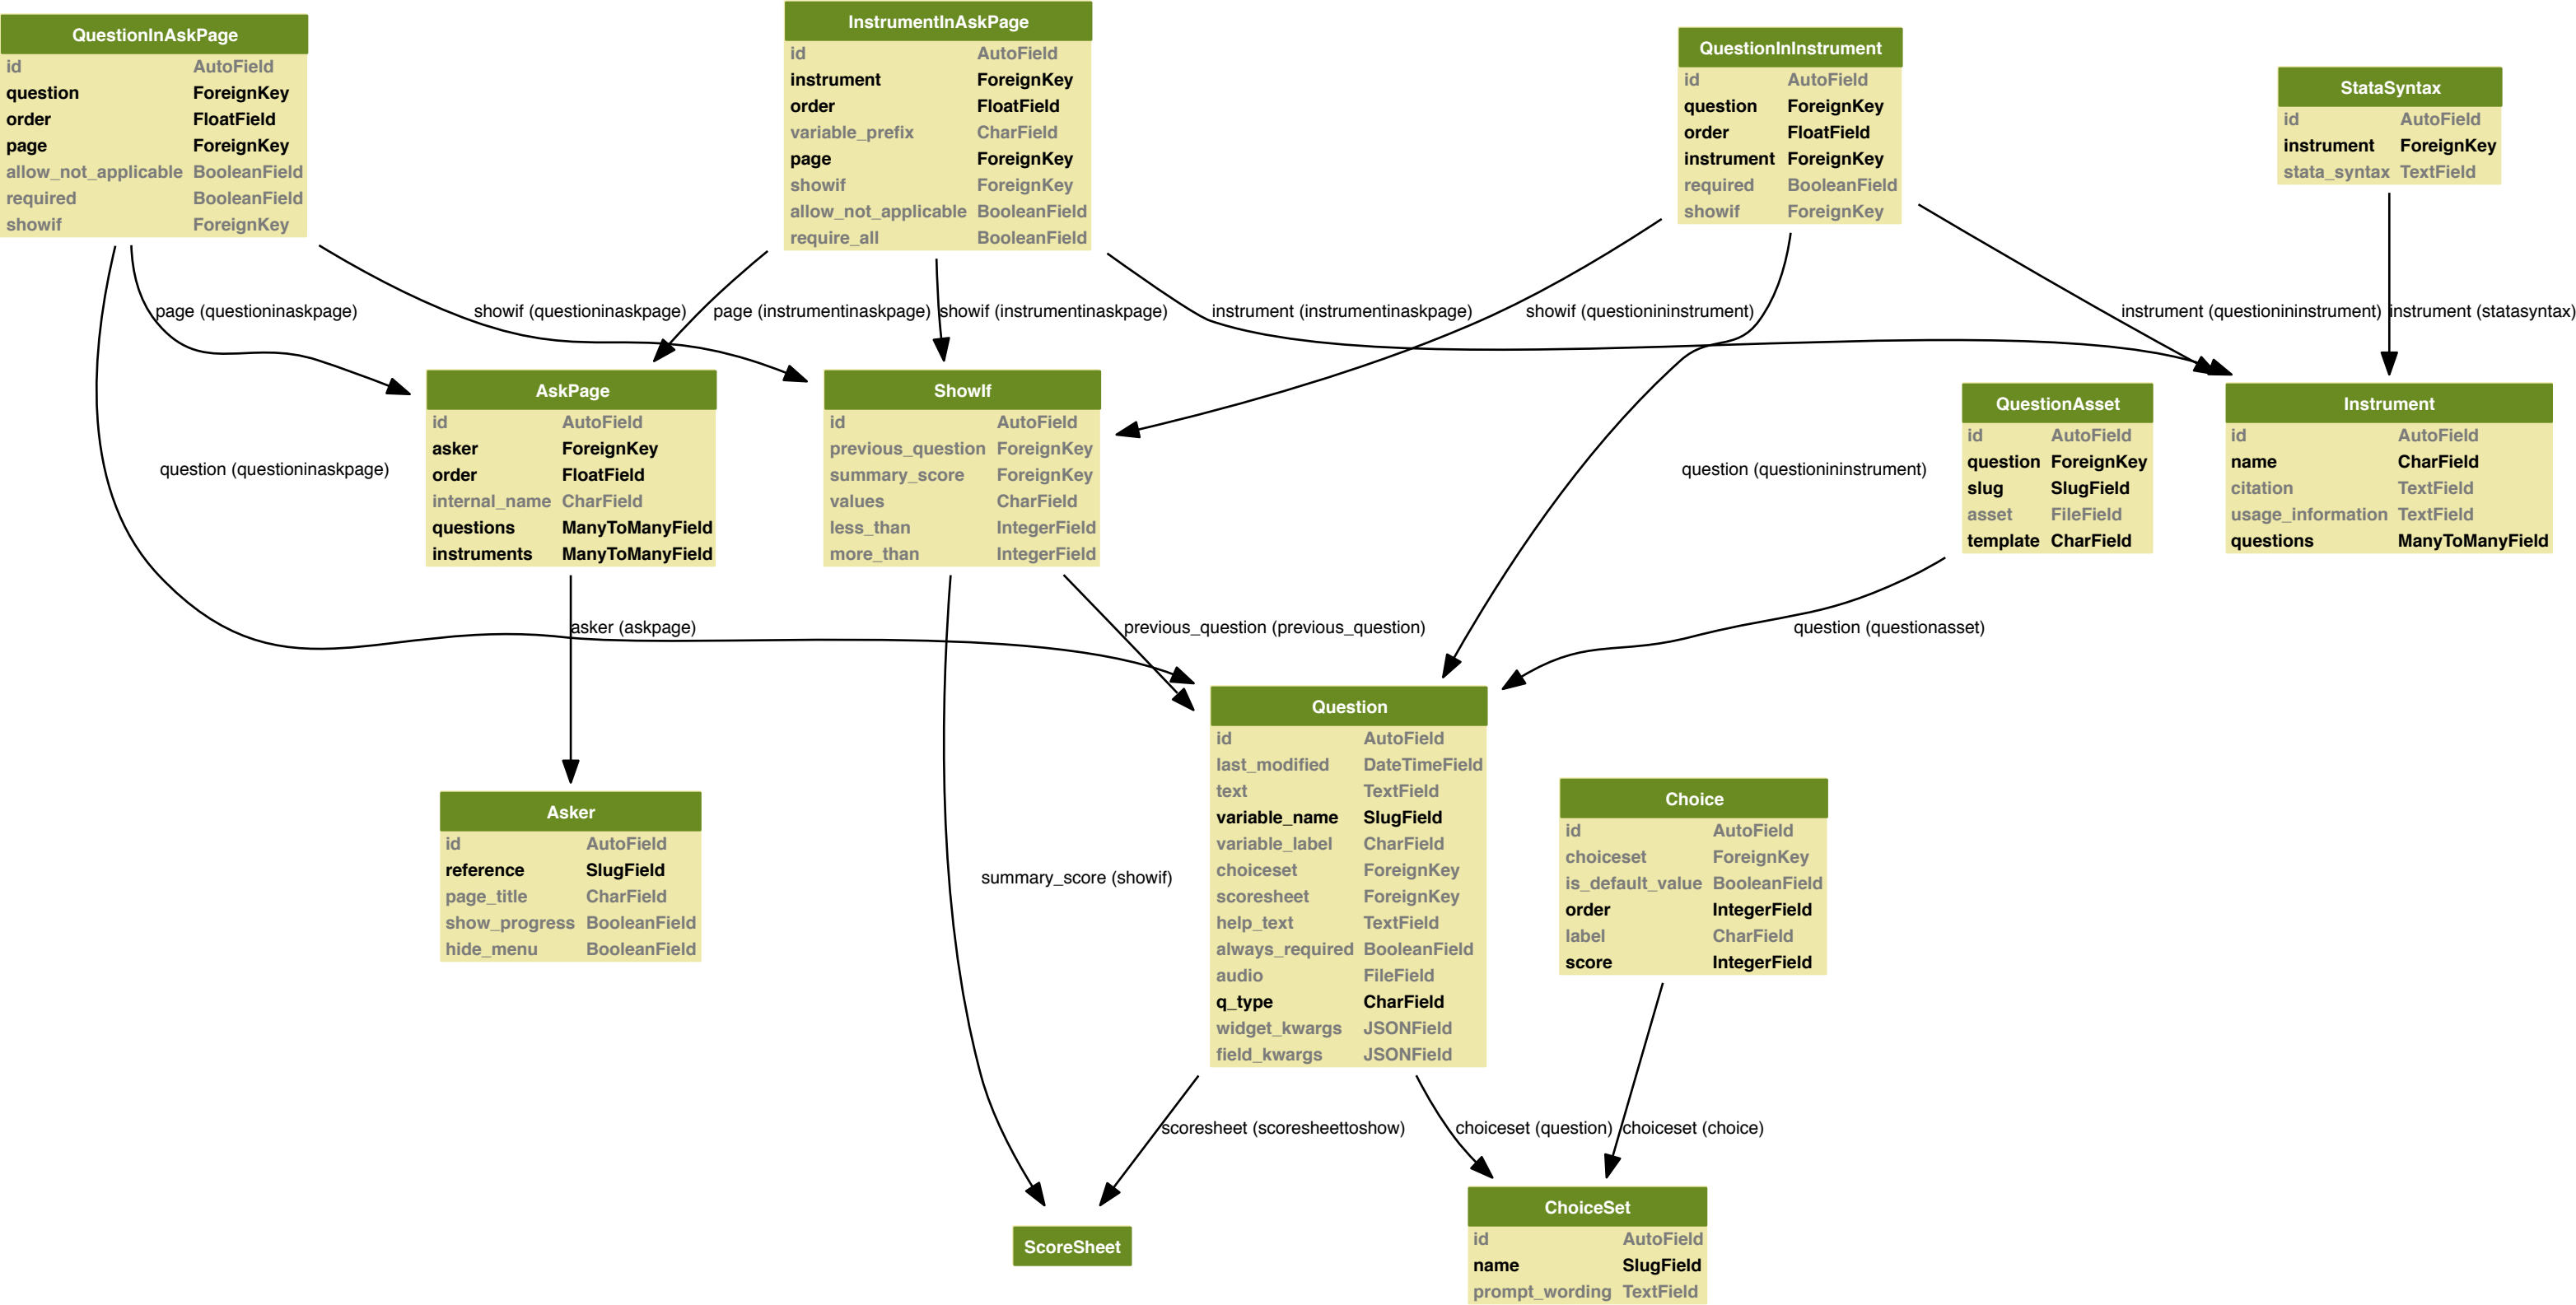 QuestionInAskPage
id AutoField
question ForeignKey
order FloatField
page ForeignKey
allow_not_applicable BooleanField
required BooleanField
showif ForeignKey
InstrumentInAskPage
id AutoField
instrument ForeignKey
order FloatField
variable_prefix CharField
page ForeignKey
showif ForeignKey
allow_not_applicable BooleanField
require_all BooleanField
QuestionInInstrument
id AutoField
question ForeignKey
order FloatField
instrument ForeignKey
required BooleanField
showif ForeignKey
StataSyntax
id AutoField
instrument ForeignKey
stata_syntax TextField
page (questioninaskpage)
showif (questioninaskpage)
page (instrumentinaskpage)
showif (instrumentinaskpage)
instrument (instrumentinaskpage)
showif (questionininstrument)
instrument (questionininstrument)
instrument (statasyntax)
AskPage
id AutoField
asker ForeignKey
order FloatField
internal_name CharField
questions ManyToManyField
instruments ManyToManyField
ShowIf
id AutoField
previous_question ForeignKey
summary_score ForeignKey
values CharField
less_than IntegerField
more_than IntegerField
QuestionAsset
id AutoField
question ForeignKey
slug SlugField
asset FileField
template CharField
Instrument
id AutoField
name CharField
citation TextField
usage_information TextField
questions ManyToManyField
question (questioninaskpage)
question (questionininstrument)
asker (askpage)
previous_question (previous_question)
question (questionasset)
Question
id AutoField
last_modified DateTimeField
text TextField
variable_name SlugField
variable_label CharField
choiceset ForeignKey
scoresheet ForeignKey
help_text TextField
always_required BooleanField
audio FileField
q_type CharField
widget_kwargs JSONField
field_kwargs JSONField
Asker
id AutoField
reference SlugField
page_title CharField
show_progress BooleanField
hide_menu BooleanField
Choice
id AutoField
choiceset ForeignKey
is_default_value BooleanField
order IntegerField
label CharField
score IntegerField
summary_score (showif)
scoresheet (scoresheettoshow)
choiceset (question)
choiceset (choice)
ScoreSheet
ChoiceSet
id AutoField
name SlugField
prompt_wording TextField